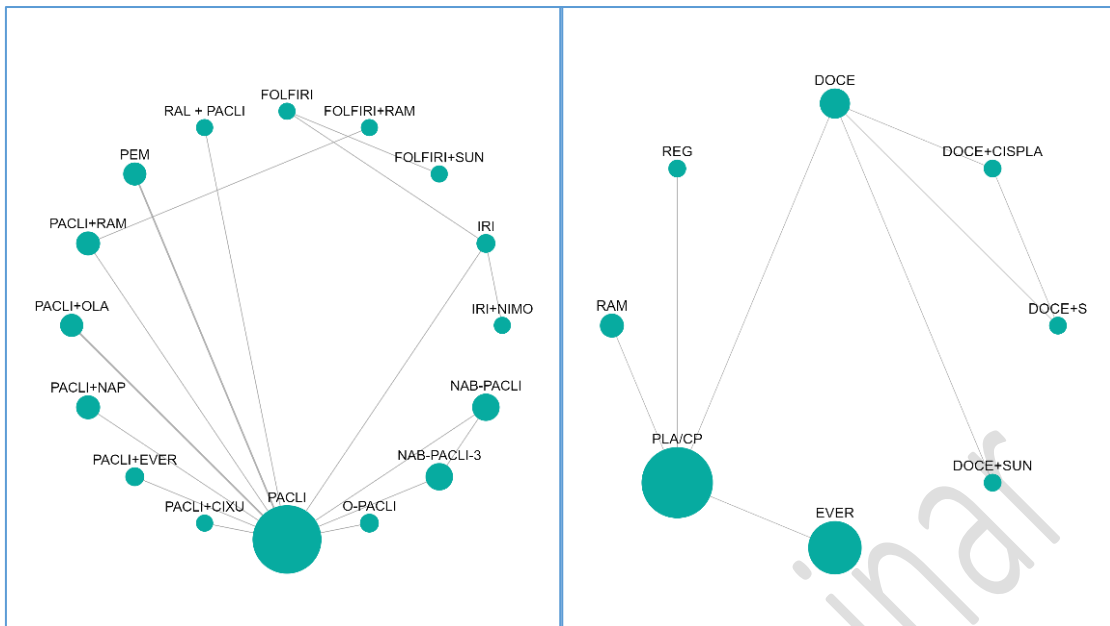 FOLFIRI
RAL + PACLI
FOLFIRI+RAM
PEM
FOLFIRI+SUN
PACLI+RAM
IRI
PACLI+OLA
IRI+NIMO
PACLI+NAP
NAB-PACLI
PACLI+EVER
NAB-PACLI-3
PACLI+CIXU
PACLI
O-PACLI
DOCE
REG
DOCE+CISPLA
RAM
DOCE+S
PLA/CP
DOCE+SUN
EVER
inar